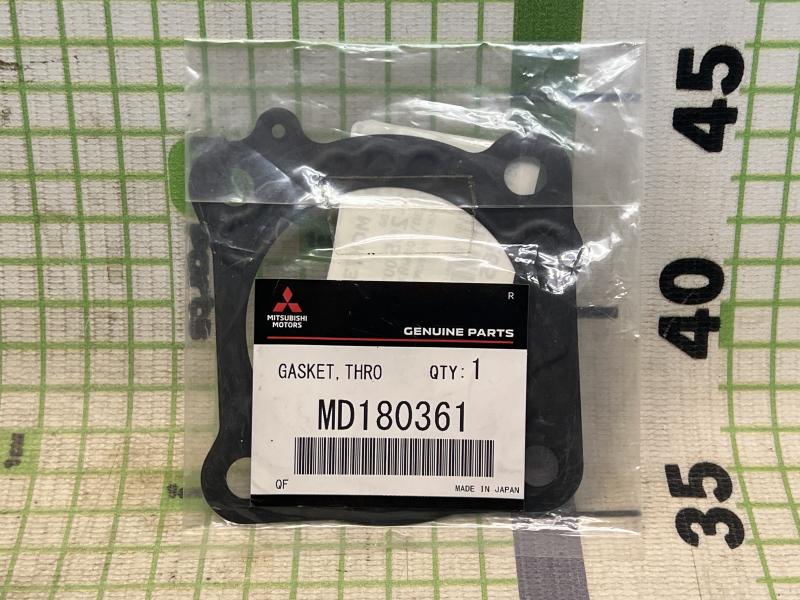 45
R
MITSUBISHI
MOTORS
GENUINE PARTS
40
GASKET, THRO QTY: 1
MD180361
QF
MADE IN JAPAN
35